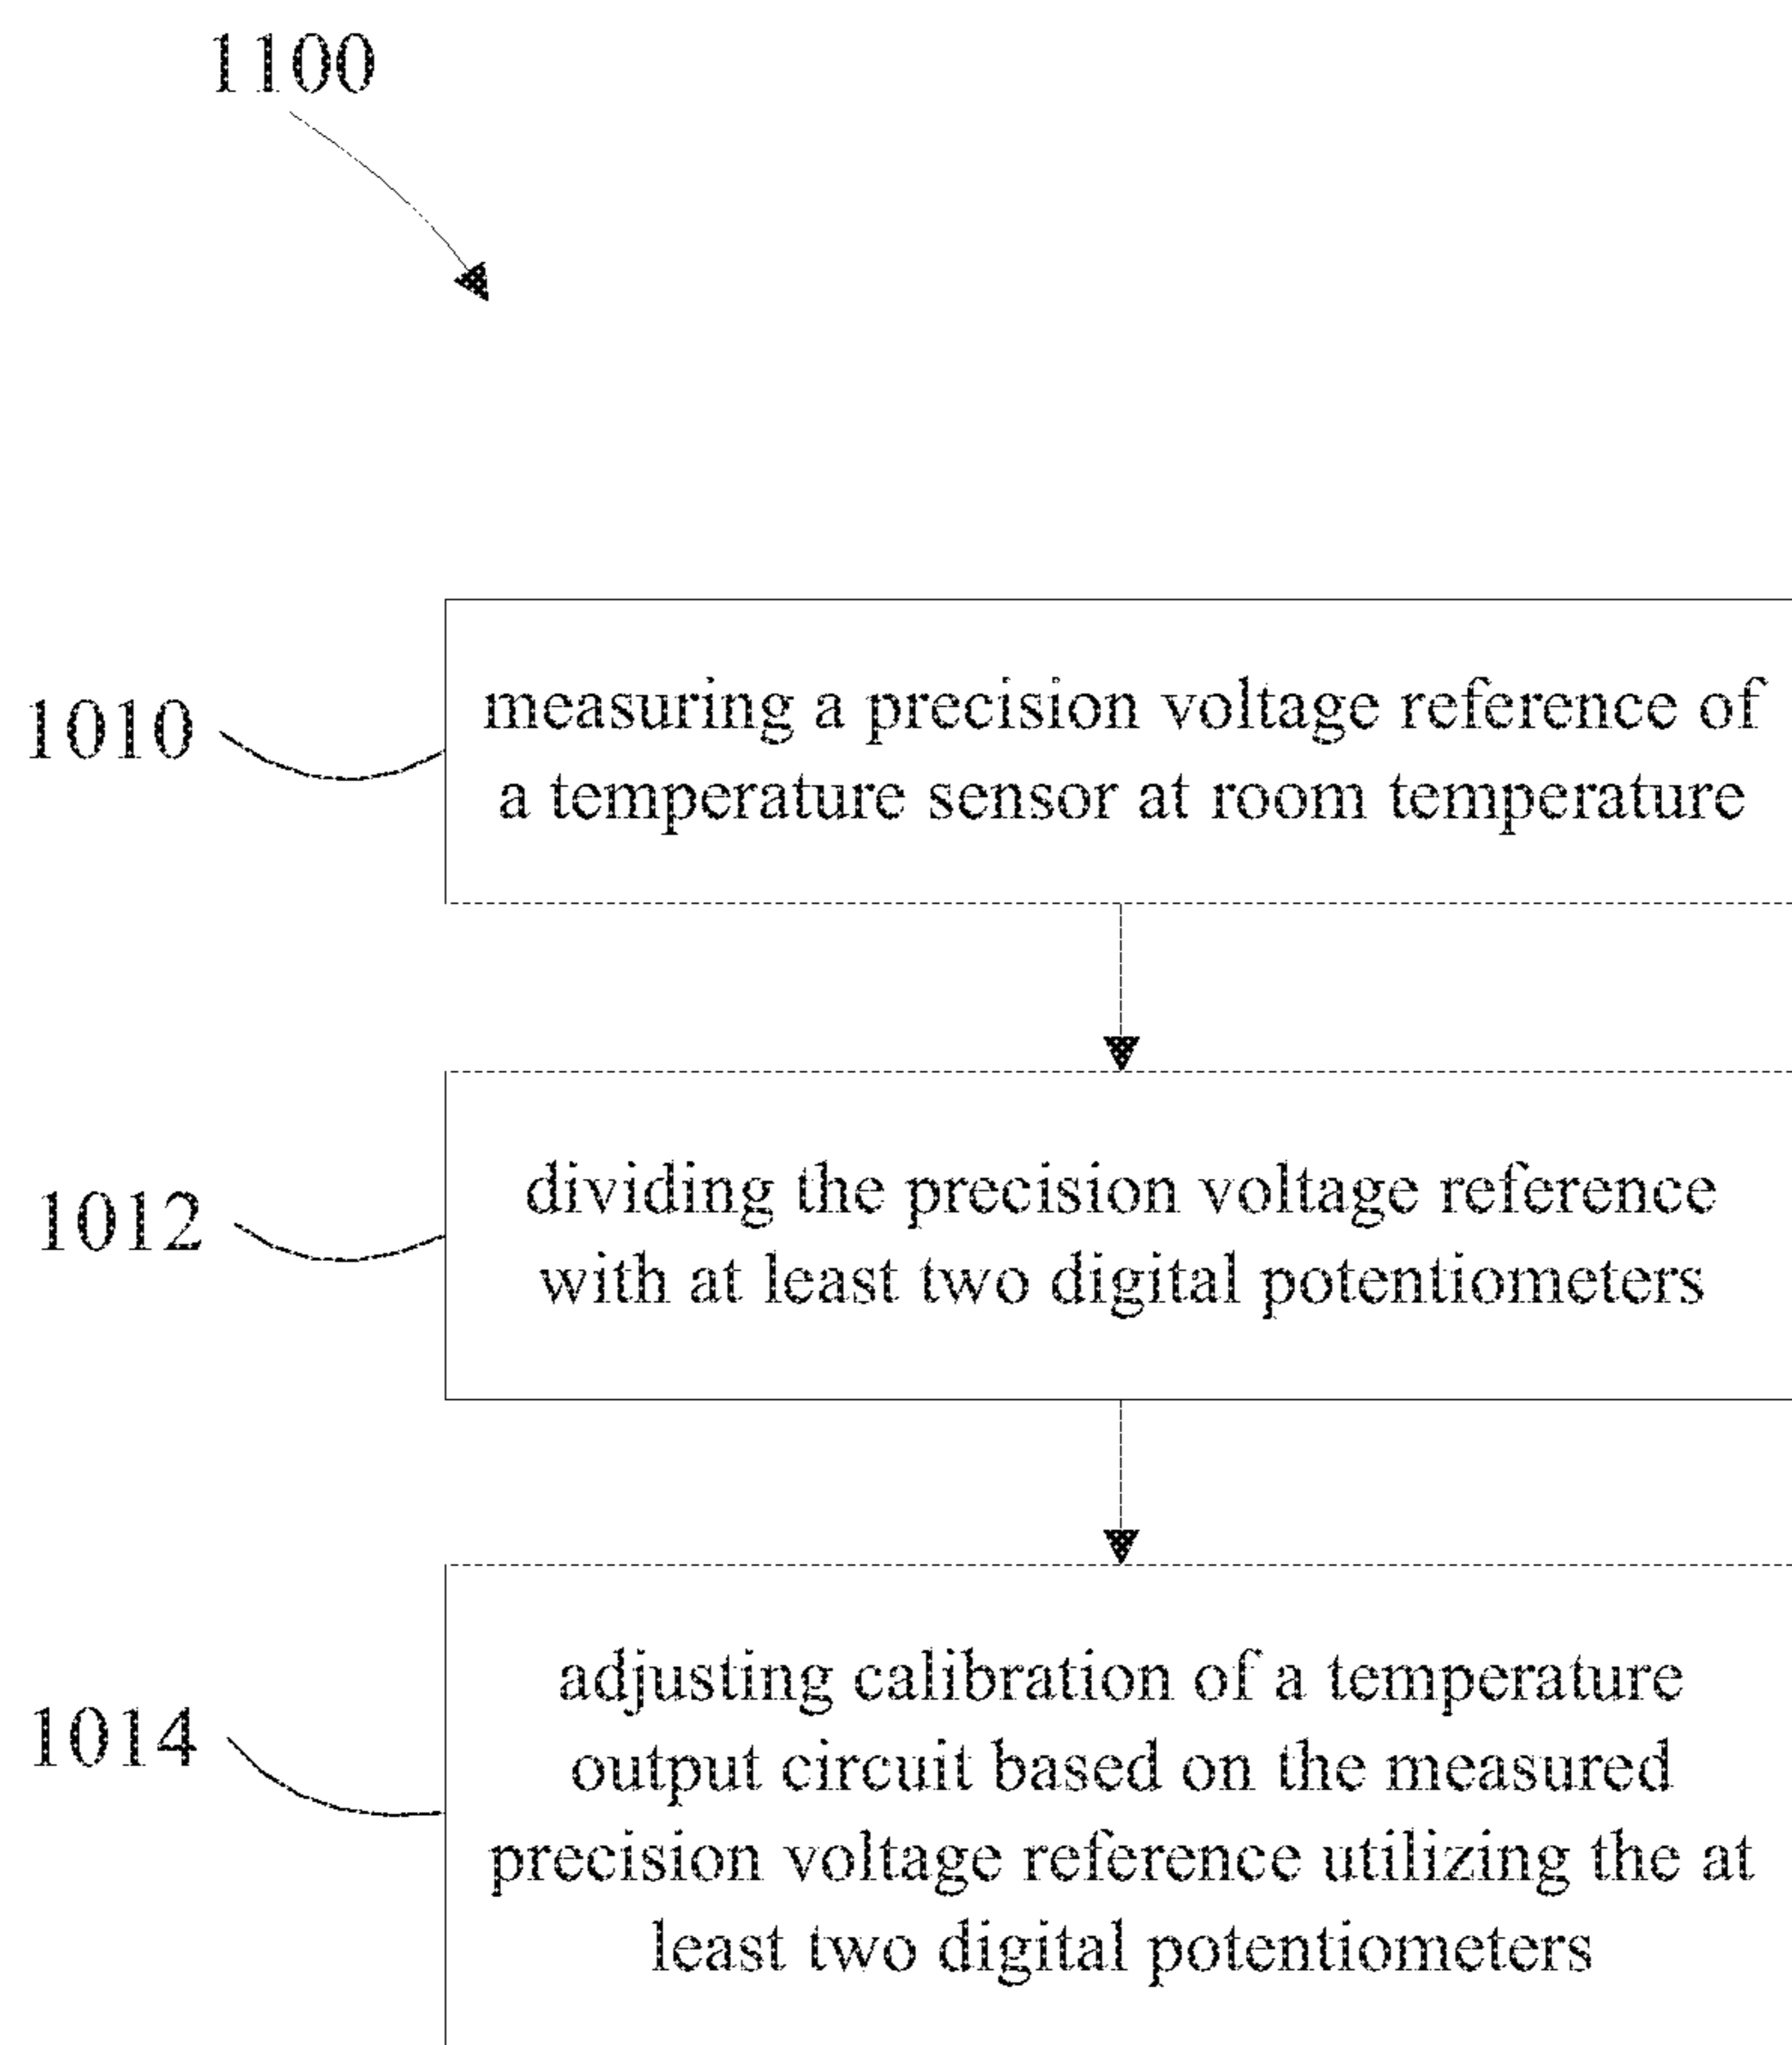 1100
1010
measuring a precision voltage reference of
a temperature sensor at room temperature
1012
dividing the precision voltage reference
with at least two digital potentiometers
1014
adjusting calibration of a temperature
output circuit based on the measured
precision voltage reference utilizing the at
least two digital potentiometers